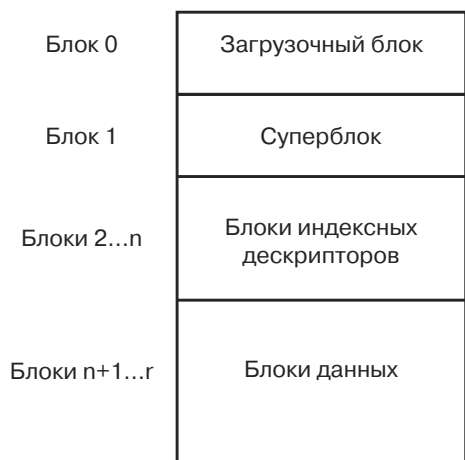 Блок 0
Загрузочный блок
Блок 1
Суперблок
Блоки 2...n
Блоки индексных
дескрипторов
Блоки n+1...r
Блоки данных